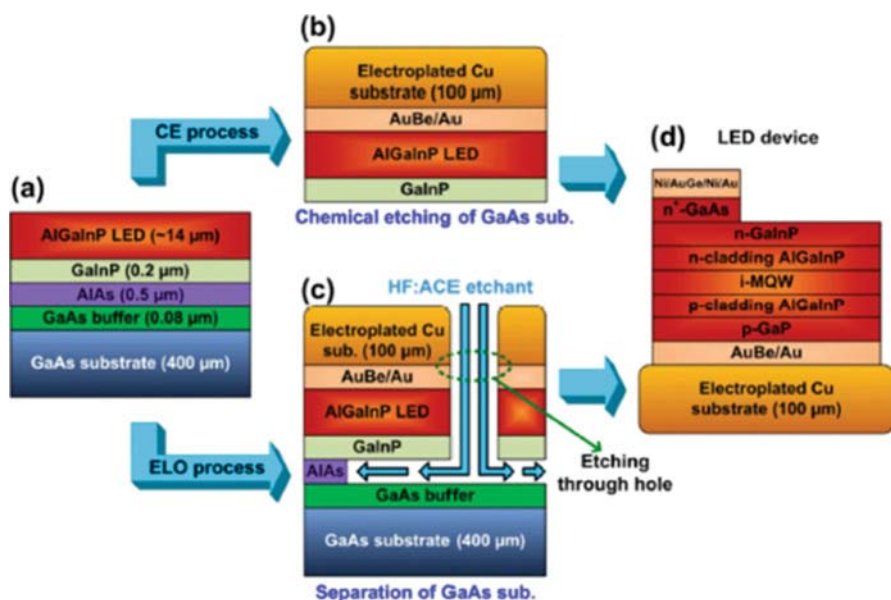 (a)
AlGaInP LED (~14 μm)
GaInP (0.2 μm)
AlAs (0.5 μm)
GaAs buffer (0.08 μm)
GaAs substrate (400 μm)
CE process
ELO process
(b)
Electroplated Cu
substrate (100 μm)
AuBe/Au
AlGaInP LED
GaInP
Chemical etching of GaAs sub.
(c)
HF:ACE etchant
Electroplated Cu
sub. (100 μm)
AuBe/Au
AlGaInP LED
GaInP
AlAs
GaAs buffer
GaAs substrate (400 μm)
Separation of GaAs sub.
Etching
through hole
(d)
LED device
Ni/AuGe/Ni/Au
n⁺-GaAs
n-GaInP
n-cladding AlGaInP
i-MQW
p-cladding AlGaInP
p-GaP
AuBe/Au
Electroplated Cu
substrate (100 μm)